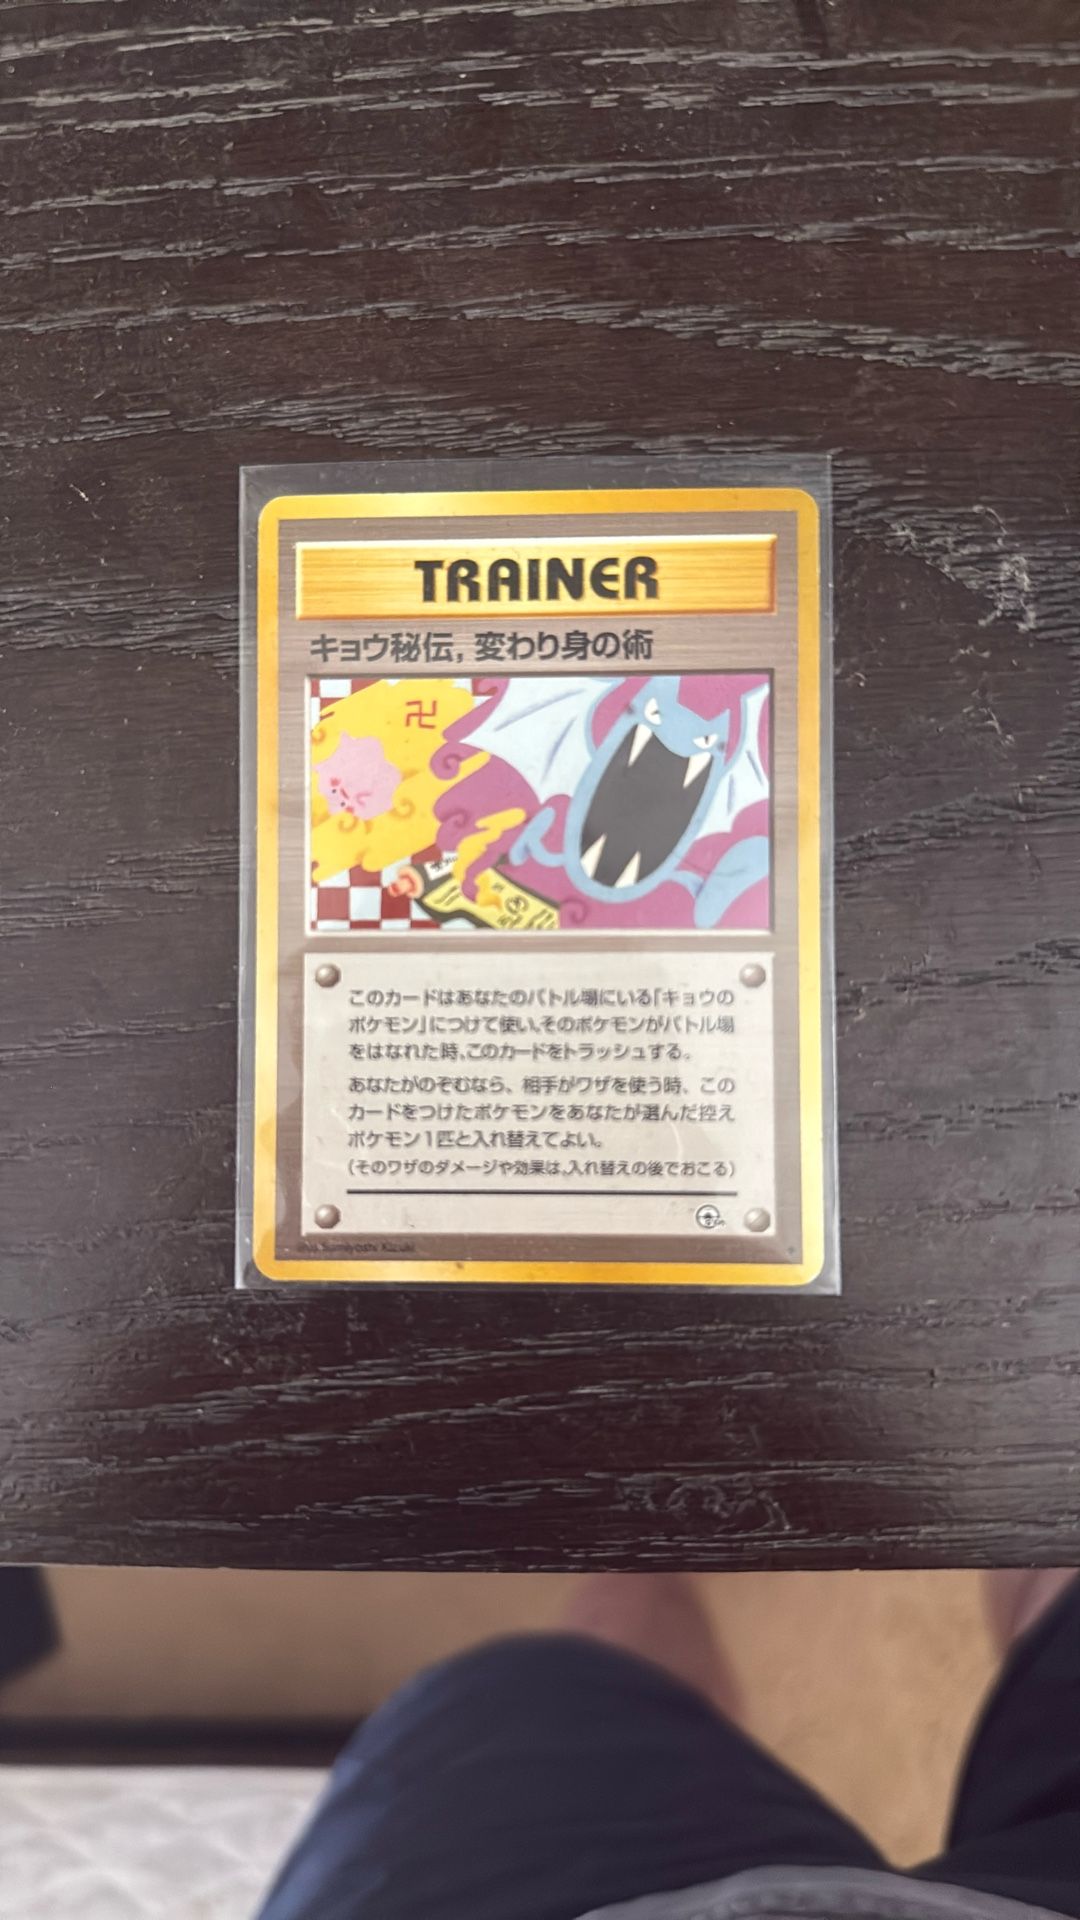 TRAINER
キョウ秘伝, 変わり身の術
卍
このカードはあなたのバトル場にいる「キョウの
ポケモン」につけて使い、そのポケモンがバトル場
をはなれた時、このカードをトラッシュする。
あなたがのぞむなら、相手がワザを使う時、この
カードをつけたポケモンをあなたが選んだ控え
ポケモン1匹と入れ替えてよい。
(そのワザのダメージや効果は、入れ替えの後でおこる)
Sumiyoshi Kizuki